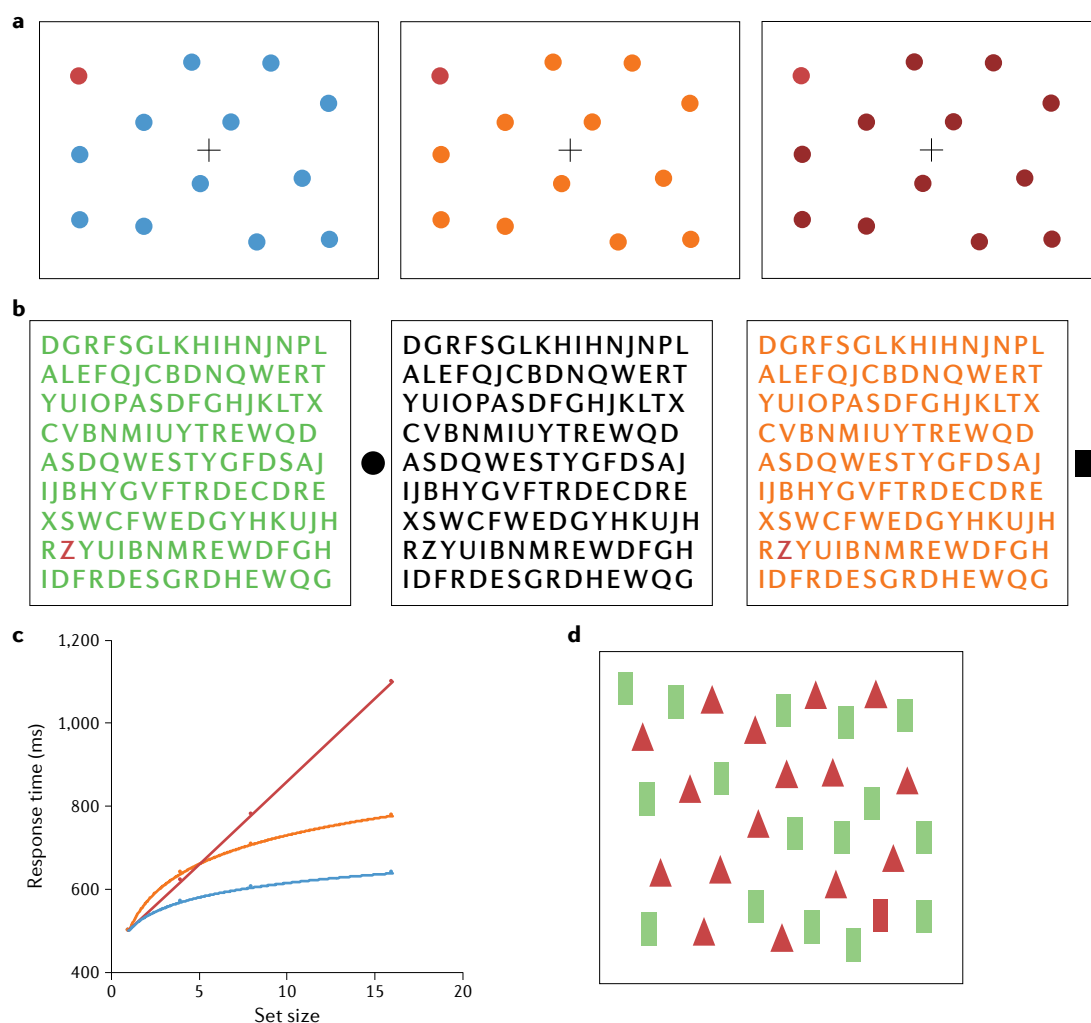 a
b
DGRFSGLKHIHNJNPL
ALEFQJCBDNQWERT
YUIOPASDFGHJKLTX
CVBNMIUYTREWQD
ASDQWESTYGFDSAJ
IJBHYGVFTRDECDRE
XSWCFWEDGYHKUJH
RZYUIBNMREWDFGH
IDFRDESGRDHEWQG
DGRFSGLKHIHNJNPL
ALEFQJCBDNQWERT
YUIOPASDFGHJKLTX
CVBNMIUYTREWQD
ASDQWESTYGFDSAJ
IJBHYGVFTRDECDRE
XSWCFWEDGYHKUJH
RZYUIBNMREWDFGH
IDFRDESGRDHEWQG
DGRFSGLKHIHNJNPL
ALEFQJCBDNQWERT
YUIOPASDFGHJKLTX
CVBNMIUYTREWQD
ASDQWESTYGFDSAJ
IJBHYGVFTRDECDRE
XSWCFWEDGYHKUJH
RZYUIBNMREWDFGH
IDFRDESGRDHEWQG
c
Response time (ms)
1,200
1,000
800
600
400
0 5 10 15 20
Set size
d